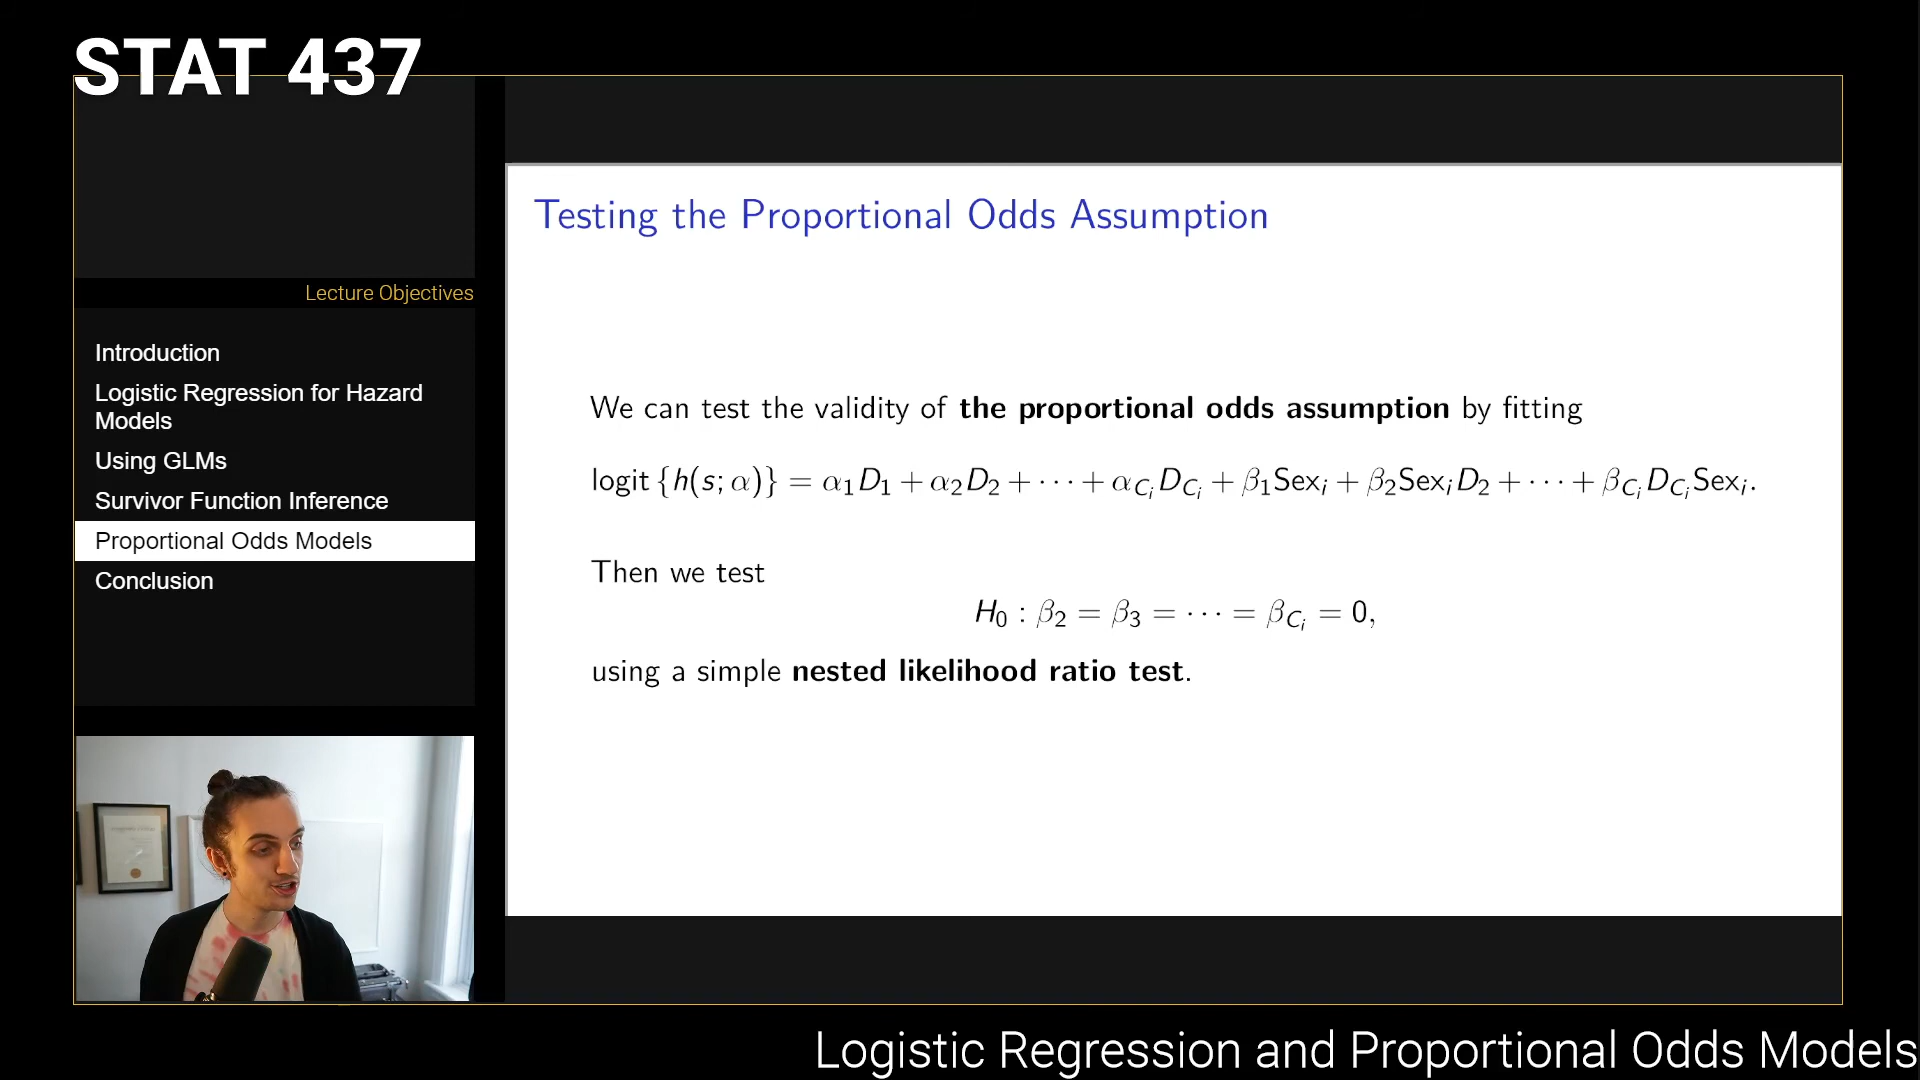 STAT 437
Lecture Objectives
Introduction
Logistic Regression for Hazard
Models
Using GLMs
Survivor Function Inference
Proportional Odds Models
Conclusion
Testing the Proportional Odds Assumption
We can test the validity of the proportional odds assumption by fitting
logit {h(s; α)} = α₁D₁ + α₂D₂ + ⋯ + α_{C_i}D_{C_i} + β₁Sex_i + β₂Sex_iD₂ + ⋯ + β_{C_i}D_{C_i}Sex_i.
Then we test
H₀ : β₂ = β₃ = ⋯ = β_{C_i} = 0,
using a simple nested likelihood ratio test.
Logistic Regression and Proportional Odds Models